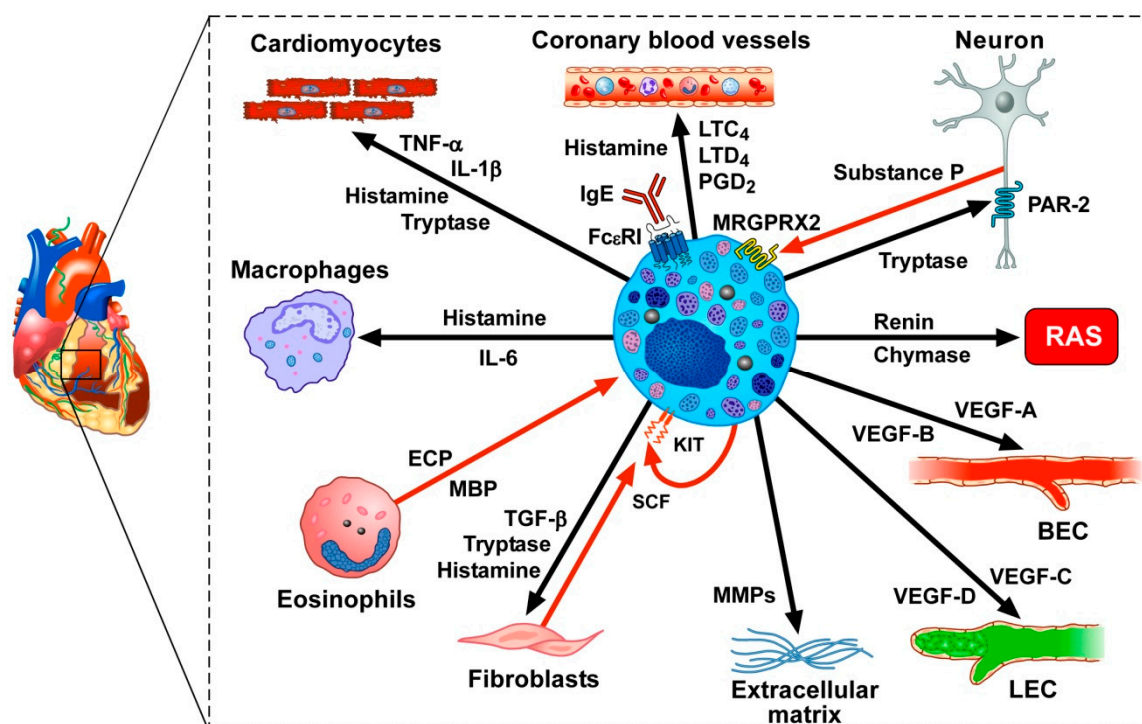 Cardiomyocytes
Coronary blood vessels
Neuron
TNF-α
IL-1β
Histamine
Tryptase
Histamine
LTC₄
LTD₄
PGD₂
IgE
FcεRI
MRGPRX2
Substance P
PAR-2
Tryptase
Macrophages
Histamine
IL-6
Renin
Chymase
RAS
VEGF-A
VEGF-B
BEC
ECP
MBP
Eosinophils
KIT
SCF
TGF-β
Tryptase
Histamine
Fibroblasts
MMPs
Extracellular
matrix
VEGF-C
VEGF-D
LEC